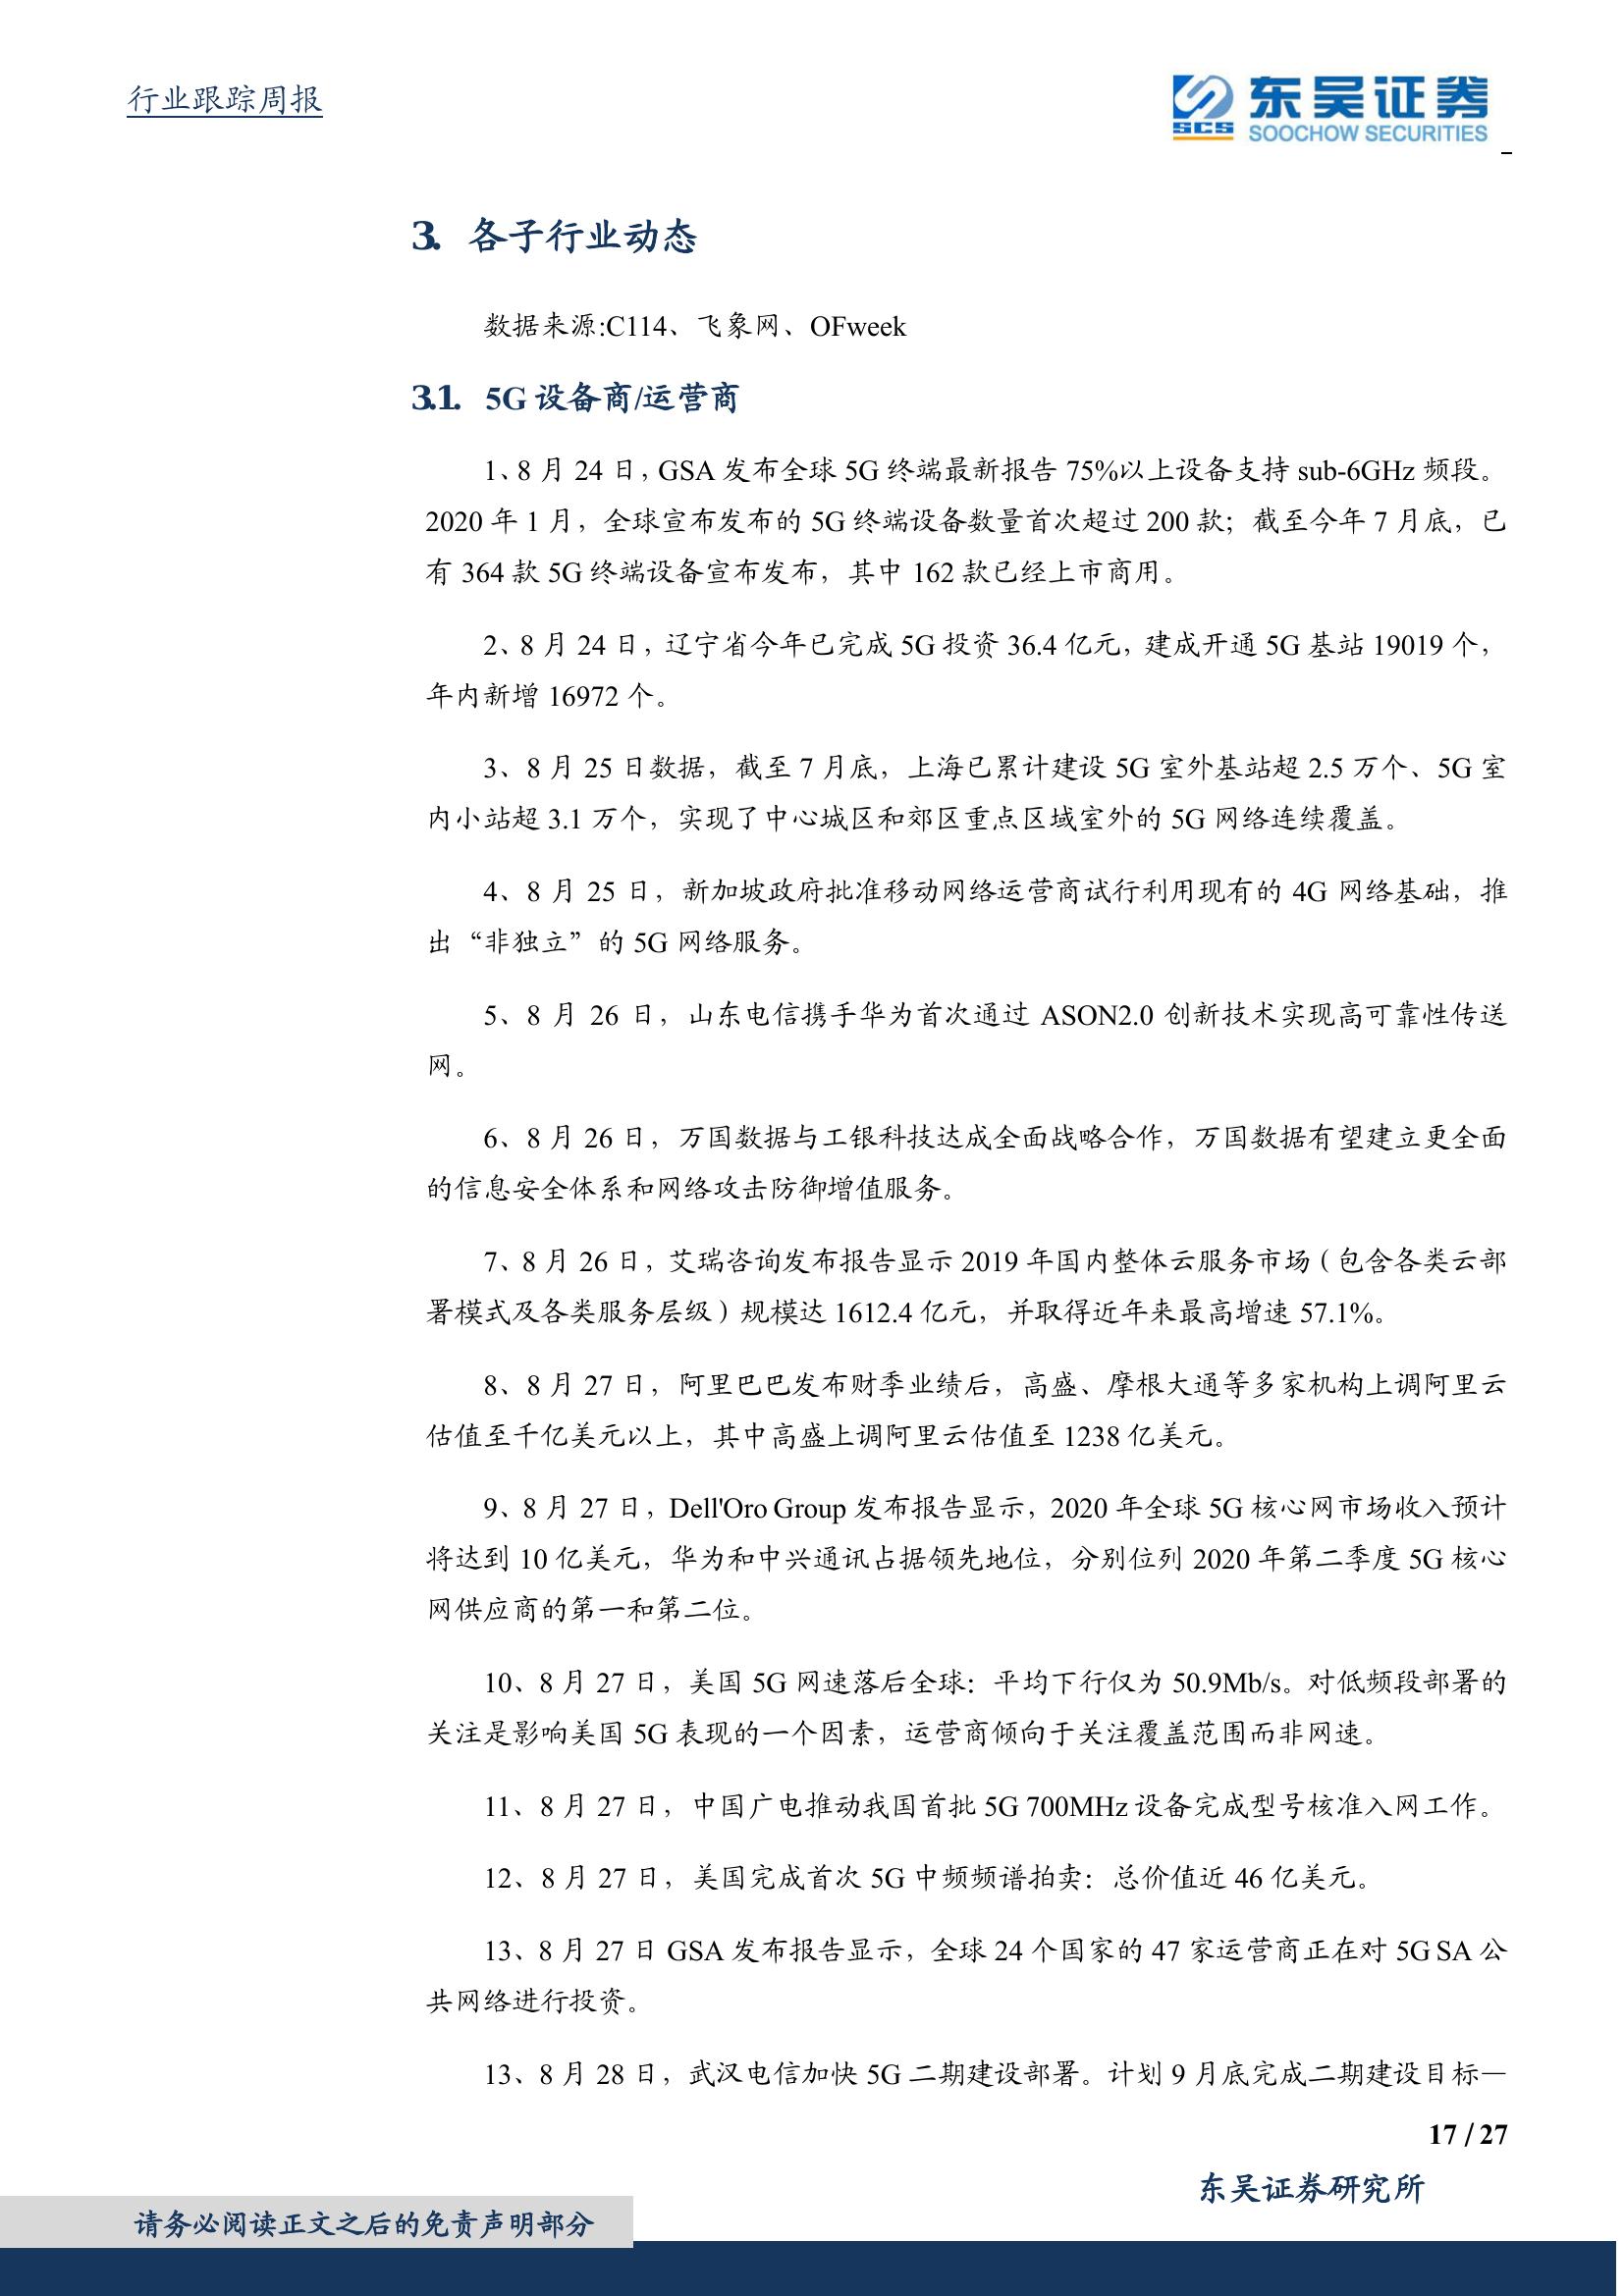 行业跟踪周报
东吴证券
SCS
SOOCHOW SECURITIES
3. 各子行业动态
数据来源:C114、飞象网、OFweek
3.1. 5G 设备商/运营商
1、8 月 24 日，GSA 发布全球 5G 终端最新报告 75%以上设备支持 sub-6GHz 频段。
2020 年 1 月，全球宣布发布的 5G 终端设备数量首次超过 200 款；截至今年 7 月底，已
有 364 款 5G 终端设备宣布发布，其中 162 款已经上市商用。
2、8 月 24 日，辽宁省今年已完成 5G 投资 36.4 亿元，建成开通 5G 基站 19019 个，
年内新增 16972 个。
3、8 月 25 日数据，截至 7 月底，上海已累计建设 5G 室外基站超 2.5 万个、5G 室
内小站超 3.1 万个，实现了中心城区和郊区重点区域室外的 5G 网络连续覆盖。
4、8 月 25 日，新加坡政府批准移动网络运营商试行利用现有的 4G 网络基础，推
出“非独立”的 5G 网络服务。
5、8 月 26 日，山东电信携手华为首次通过 ASON2.0 创新技术实现高可靠性传送
网。
6、8 月 26 日，万国数据与工银科技达成全面战略合作，万国数据有望建立更全面
的信息安全体系和网络攻击防御增值服务。
7、8 月 26 日，艾瑞咨询发布报告显示 2019 年国内整体云服务市场（包含各类云部
署模式及各类服务层级）规模达 1612.4 亿元，并取得近年来最高增速 57.1%。
8、8 月 27 日，阿里巴巴发布财季业绩后，高盛、摩根大通等多家机构上调阿里云
估值至千亿美元以上，其中高盛上调阿里云估值至 1238 亿美元。
9、8 月 27 日，Dell'Oro Group 发布报告显示，2020 年全球 5G 核心网市场收入预计
将达到 10 亿美元，华为和中兴通讯占据领先地位，分别位列 2020 年第二季度 5G 核心
网供应商的第一和第二位。
10、8 月 27 日，美国 5G 网速落后全球：平均下行仅为 50.9Mb/s。对低频段部署的
关注是影响美国 5G 表现的一个因素，运营商倾向于关注覆盖范围而非网速。
11、8 月 27 日，中国广电推动我国首批 5G 700MHz 设备完成型号核准入网工作。
12、8 月 27 日，美国完成首次 5G 中频频谱拍卖：总价值近 46 亿美元。
13、8 月 27 日 GSA 发布报告显示，全球 24 个国家的 47 家运营商正在对 5G SA 公
共网络进行投资。
13、8 月 28 日，武汉电信加快 5G 二期建设部署。计划 9 月底完成二期建设目标—
17 / 27
东吴证券研究所
请务必阅读正文之后的免责声明部分